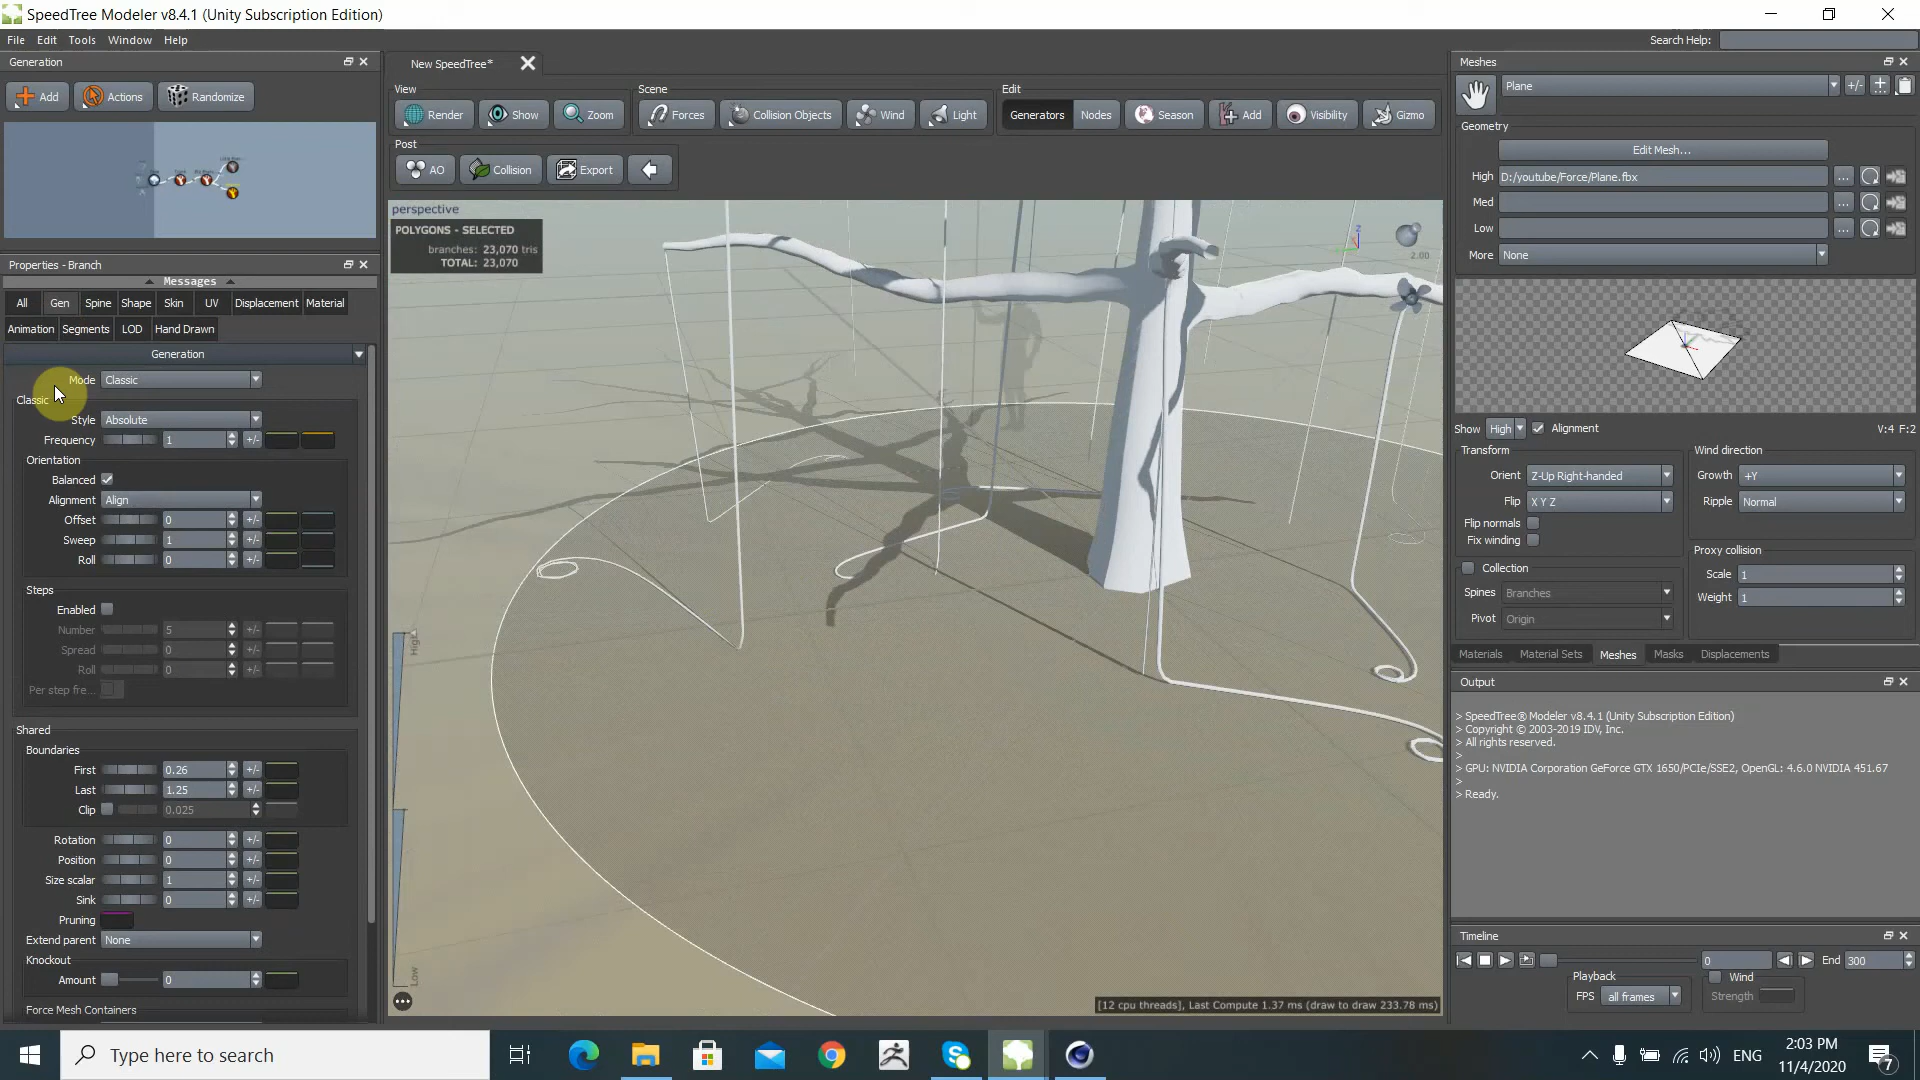 SpeedTree Modeler v8.4.1 (Unity Subscription Edition)
File Edit Tools Window Help
Search Help:
Generation
Add Actions Randomize
New SpeedTree*
View
Render Show Zoom
Scene
Forces Collision Objects Wind Light
Edit
Generators Nodes Season Add Visibility Gizmo
Post
AO Collision Export
Meshes
Plane +/-
Geometry
Edit Mesh...
High D:/youtube/Force/Plane.fbx ...
Med ...
Low ...
More None
Properties - Branch
Messages
All Gen Spine Shape Skin UV Displacement Material
Animation Segments LOD Hand Drawn
Generation
Mode Classic
Classic
Style Absolute
Frequency 1 +/-
Orientation
Balanced
Alignment Align
Offset 0 +/-
Sweep 1 +/-
Roll 0 +/-
Steps
Enabled
Number 5 +/-
Spread 0 +/-
Roll 0 +/-
Per step fre...
Shared
Boundaries
First 0.26 +/-
Last 1.25 +/-
Clip 0.025
Rotation 0 +/-
Position 0 +/-
Size scalar 1 +/-
Sink 0 +/-
Pruning
Extend parent None
Knockout
Amount 0
Force Mesh Containers
perspective
POLYGONS - SELECTED
branches: 23,070 tris
TOTAL: 23,070
Z
2.00
High
Low
[12 cpu threads], Last Compute 1.37 ms (draw to draw 233.78 ms)
Show High Alignment V:4 F:2
Transform
Orient Z-Up Right-handed
Flip X Y Z
Flip normals
Fix winding
Collection
Spines Branches
Pivot Origin
Wind direction
Growth +Y
Ripple Normal
Proxy collision
Scale 1
Weight 1
Materials Material Sets Meshes Masks Displacements
Output
> SpeedTree® Modeler v8.4.1 (Unity Subscription Edition)
> Copyright © 2003-2019 IDV, Inc.
> All rights reserved.
>
> GPU: NVIDIA Corporation GeForce GTX 1650/PCIe/SSE2, OpenGL: 4.6.0 NVIDIA 451.67
>
> Ready.
Timeline
0 End 300
Playback
FPS all frames
Wind
Strength
Type here to search
ENG
2:03 PM
11/4/2020
7